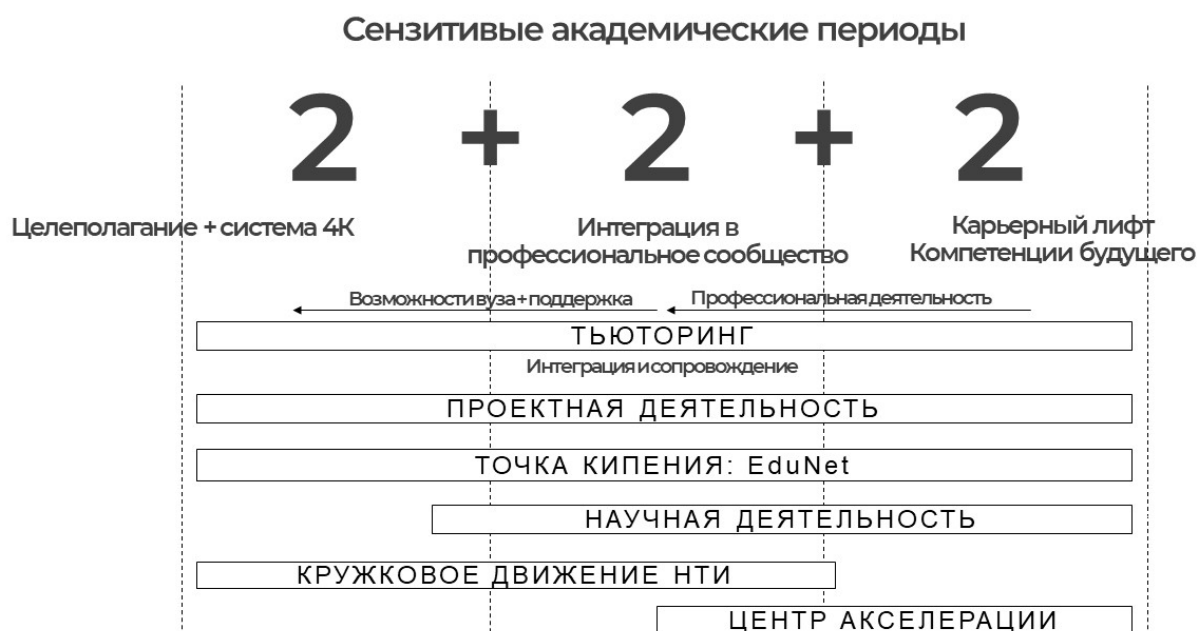 Сензитивые академические периоды
2 + 2 + 2
Целеполагание + система 4К
Интеграция в
профессиональное сообщество
Карьерный лифт
Компетенции будущего
Возможности вуза + поддержка
Профессиональная деятельность
ТЬЮТОРИНГ
Интеграция и сопровождение
ПРОЕКТНАЯ ДЕЯТЕЛЬНОСТЬ
ТОЧКА КИПЕНИЯ: EduNet
НАУЧНАЯ ДЕЯТЕЛЬНОСТЬ
КРУЖКОВОЕ ДВИЖЕНИЕ НТИ
ЦЕНТР АКСЕЛЕРАЦИИ